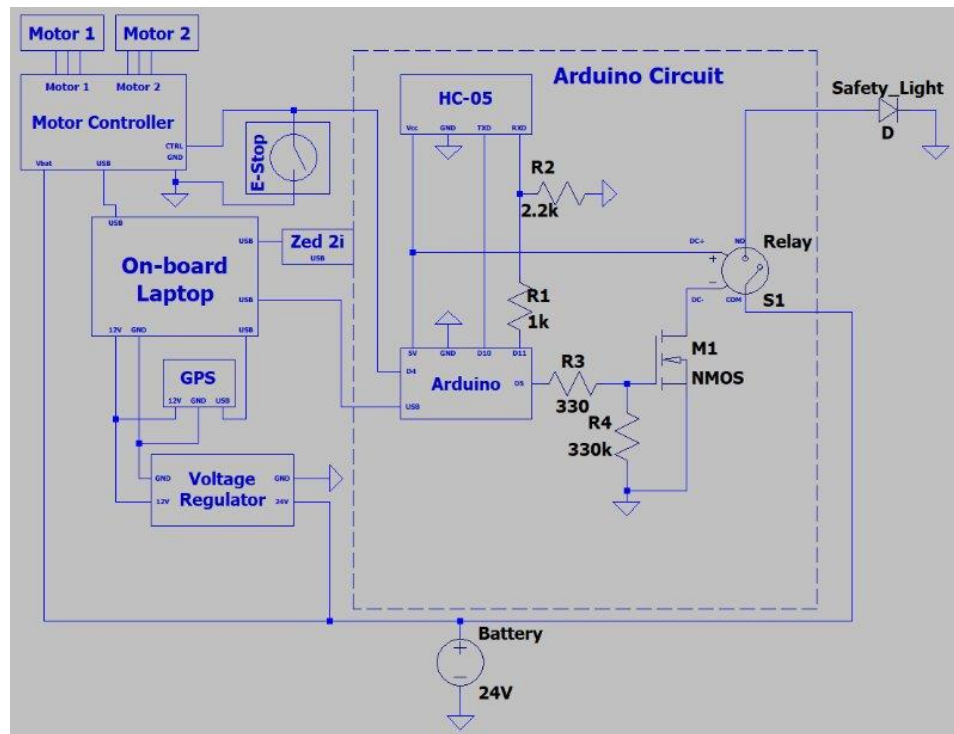 Motor 1
Motor 2
Motor 1
Motor 2
Motor Controller
CTRL
GND
Vbat
USB
E-Stop
Arduino Circuit
HC-05
Vcc
GND
TXD
RXD
R2
2.2k
Safety_Light
D
USB
On-board
Laptop
USB
USB
12V
GND
USB
Zed 2i
USB
DC+
NO
Relay
+
−
DC-
COM
S1
R1
1k
5V
GND
D10
D11
D4
Arduino
D5
USB
R3
330
M1
NMOS
R4
330k
GPS
12V
GND
USB
GND
Voltage
Regulator
GND
12V
24V
Battery
+
−
24V